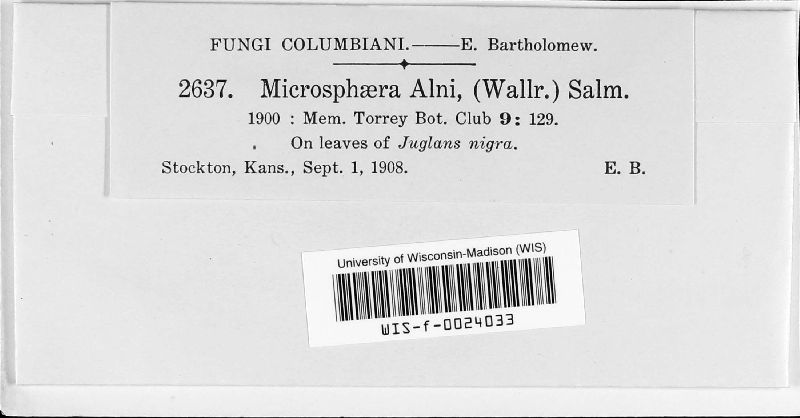 FUNGI COLUMBIANI.——E. Bartholomew.
2637. Microsphæra Alni, (Wallr.) Salm.
1900 : Mem. Torrey Bot. Club 9: 129.
On leaves of Juglans nigra.
Stockton, Kans., Sept. 1, 1908. E. B.
University of Wisconsin-Madison (WIS)
WIS-f-0024033